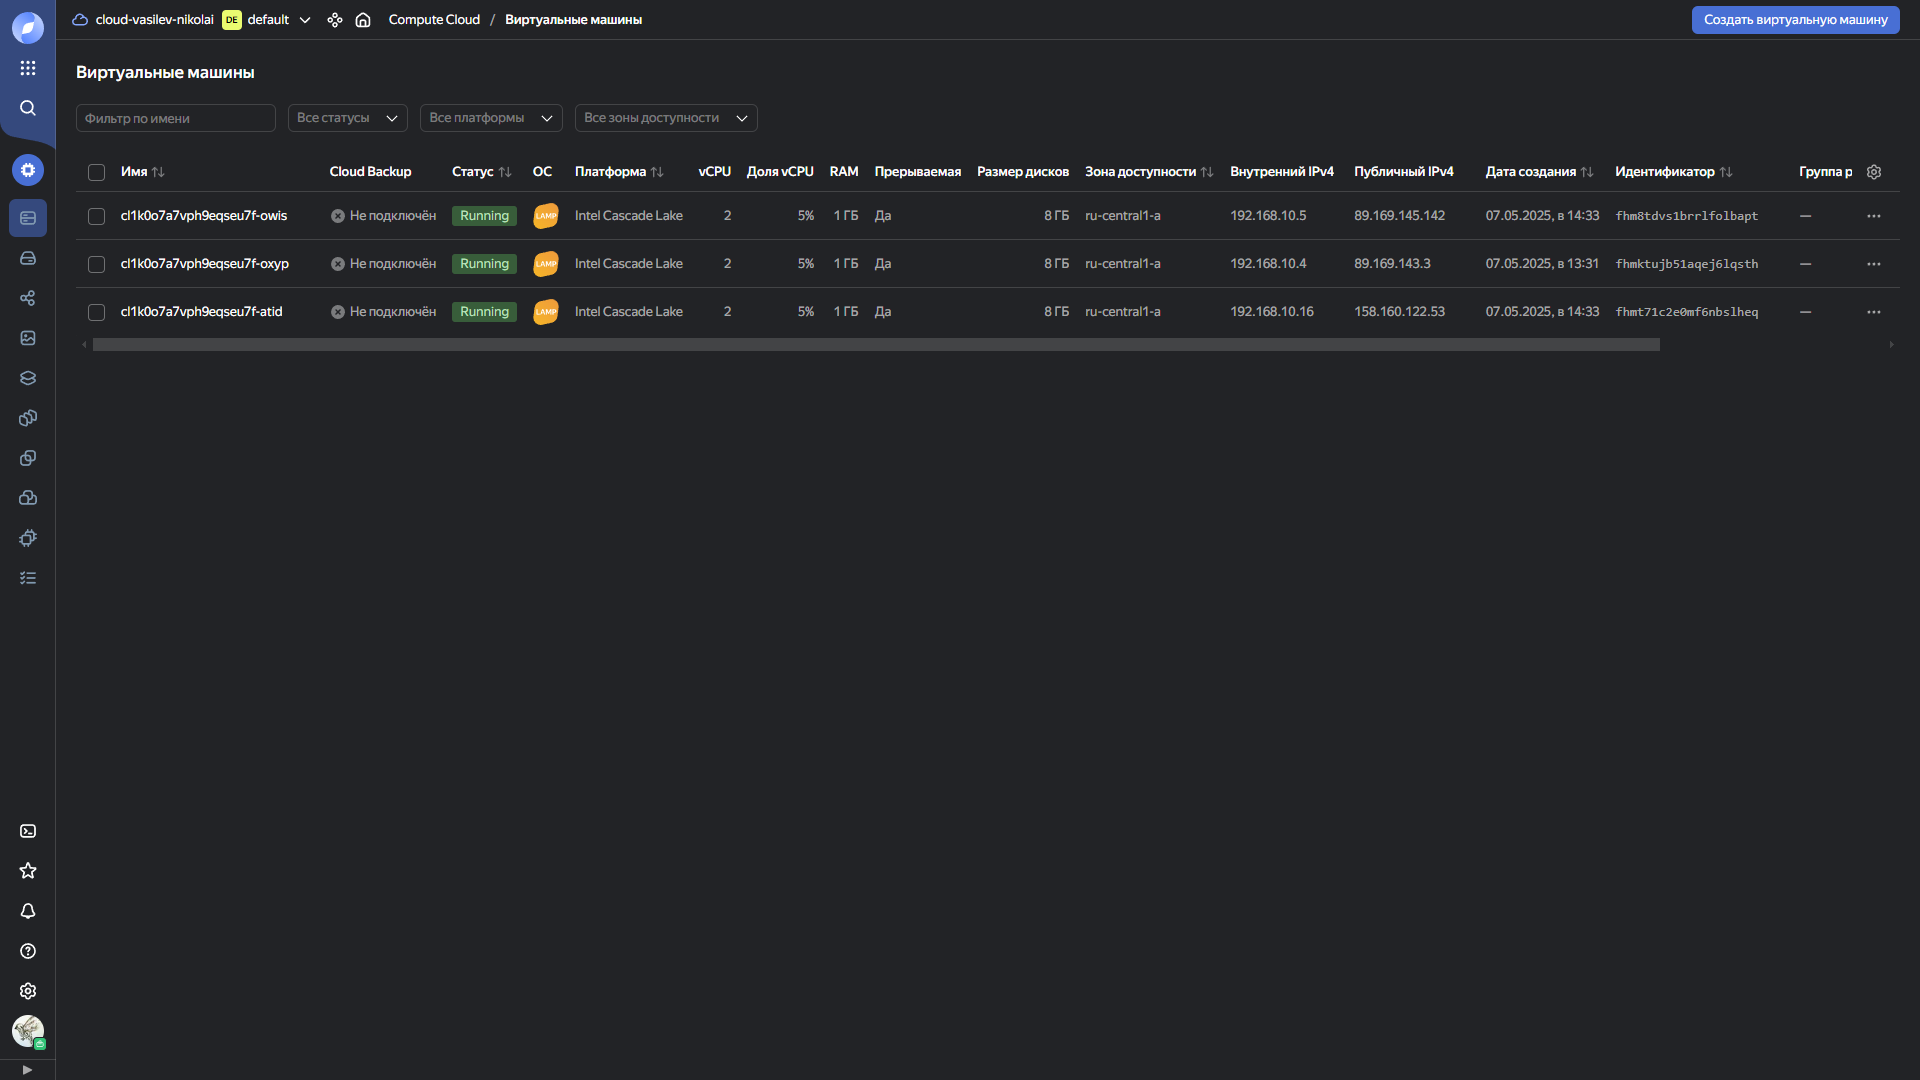 cloud-vasilev-nikolai DE default Compute Cloud / Виртуальные машины Создать виртуальную машину
Виртуальные машины
Фильтр по имени Все статусы Все платформы Все зоны доступности
Имя Cloud Backup Статус ОС Платформа vCPU Доля vCPU RAM Прерываемая Размер дисков Зона доступности Внутренний IPv4 Публичный IPv4 Дата создания Идентификатор Группа р
cl1k0o7a7vph9eqseu7f-owis Не подключён Running LAMP Intel Cascade Lake 2 5% 1 ГБ Да 8 ГБ ru-central1-a 192.168.10.5 89.169.145.142 07.05.2025, в 14:33 fhm8tdvs1brrlfolbapt — ...
cl1k0o7a7vph9eqseu7f-oxyp Не подключён Running LAMP Intel Cascade Lake 2 5% 1 ГБ Да 8 ГБ ru-central1-a 192.168.10.4 89.169.143.3 07.05.2025, в 13:31 fhmktujb51aqej6lqsth — ...
cl1k0o7a7vph9eqseu7f-atid Не подключён Running LAMP Intel Cascade Lake 2 5% 1 ГБ Да 8 ГБ ru-central1-a 192.168.10.16 158.160.122.53 07.05.2025, в 14:33 fhmt71c2e0mf6nbslheq — ...